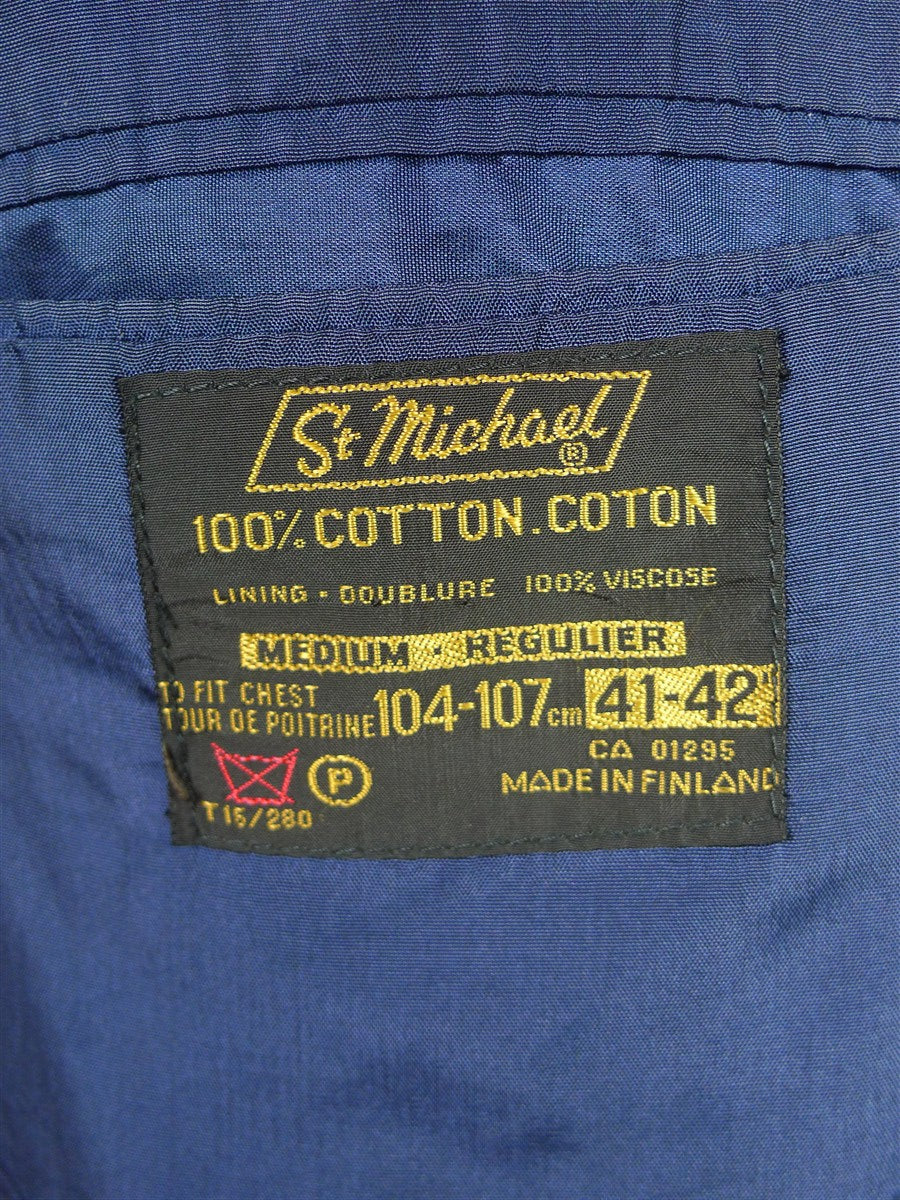 St Michael ®
100% COTTON.COTON
LINING · DOUBLURE 100% VISCOSE
MEDIUM · REGULIER
TO FIT CHEST
TOUR DE POITRINE 104-107cm 41-42
CA 01295
P
MADE IN FINLAND
T 15/280